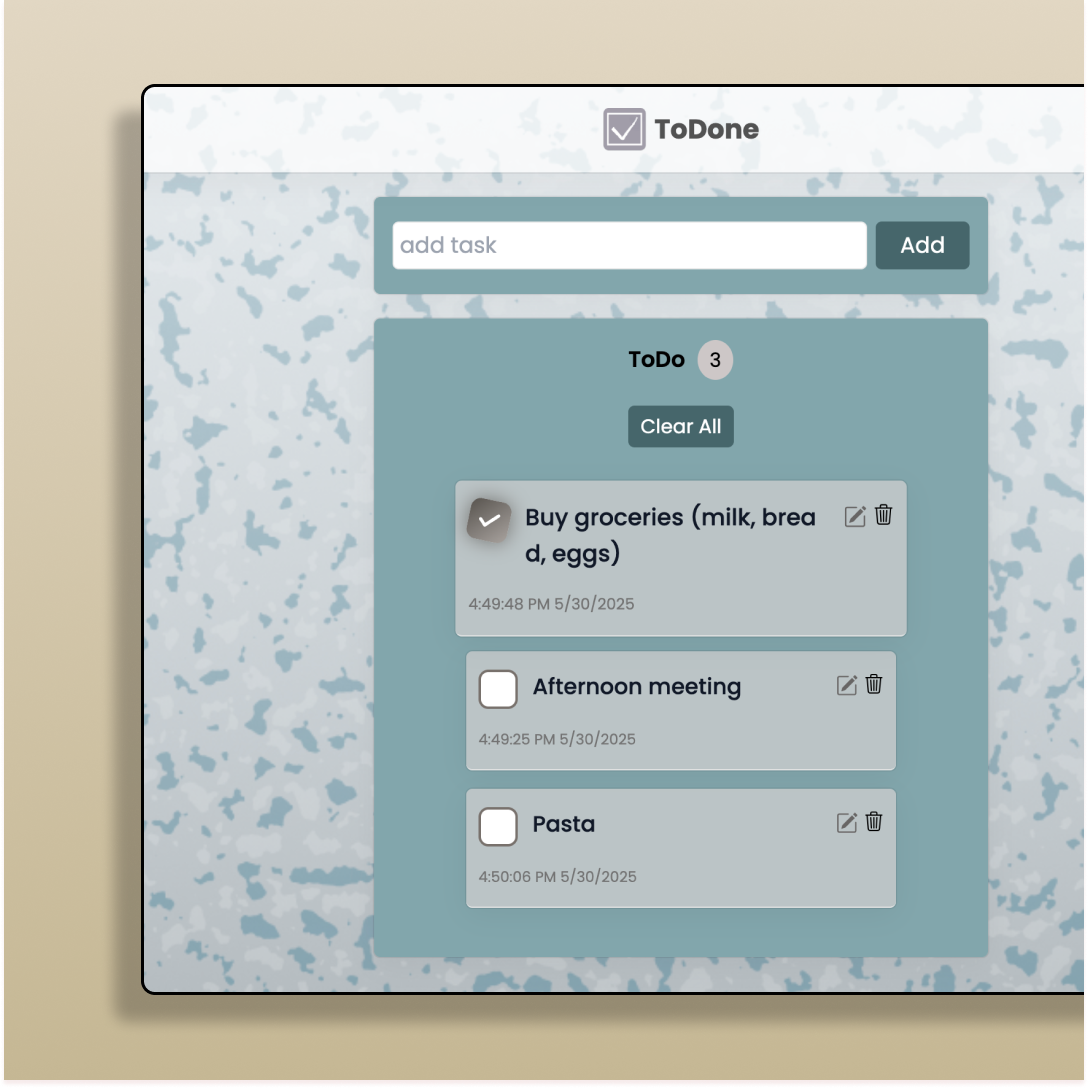 ToDone
add task
Add
ToDo 3
Clear All
Buy groceries (milk, brea
d, eggs)
4:49:48 PM 5/30/2025
Afternoon meeting
4:49:25 PM 5/30/2025
Pasta
4:50:06 PM 5/30/2025